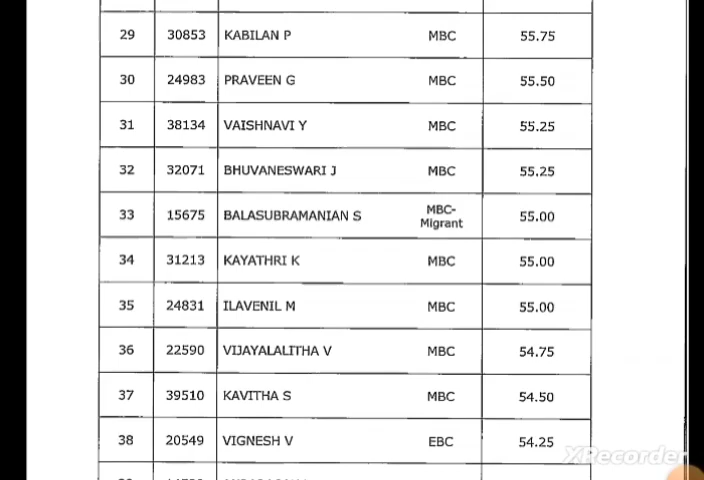 29 30853 KABILAN P MBC 55.75
30 24983 PRAVEEN G MBC 55.50
31 38134 VAISHNAVI Y MBC 55.25
32 32071 BHUVANESWARI J MBC 55.25
33 15675 BALASUBRAMANIAN S MBC-
Migrant 55.00
34 31213 KAYATHRI K MBC 55.00
35 24831 ILAVENIL M MBC 55.00
36 22590 VIJAYALALITHA V MBC 54.75
37 39510 KAVITHA S MBC 54.50
38 20549 VIGNESH V EBC 54.25
XRecorder